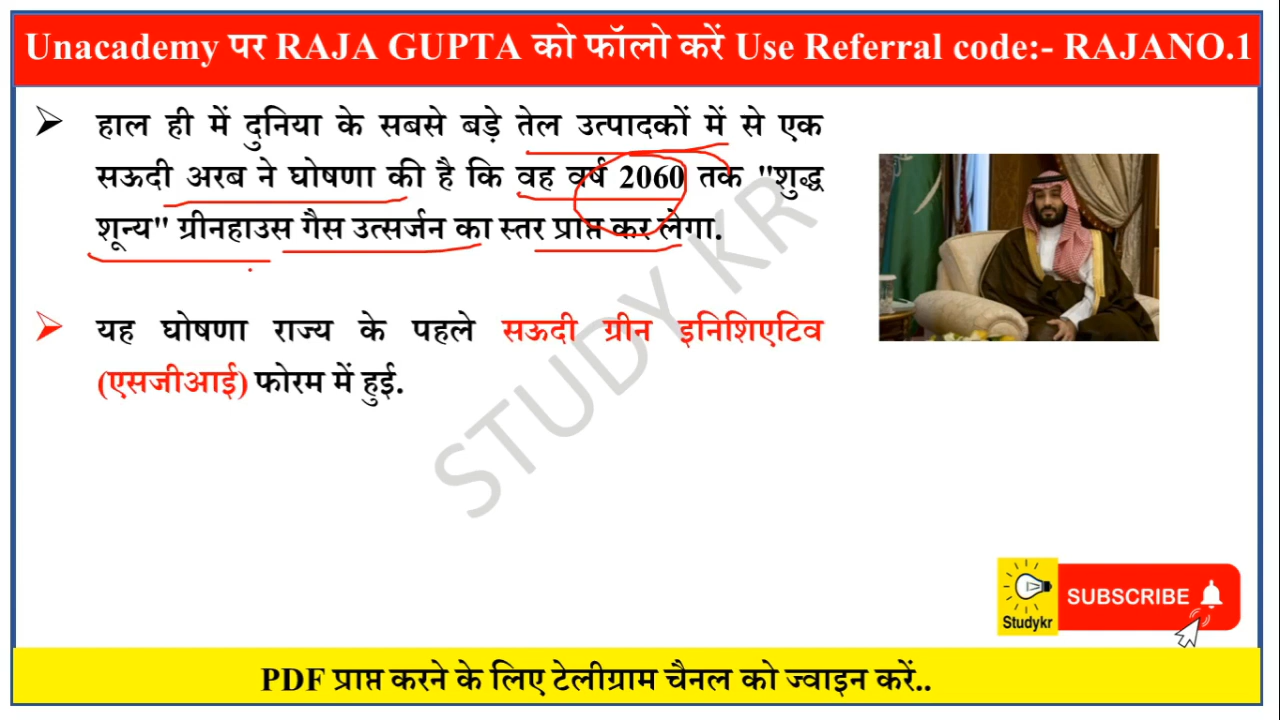 Unacademy पर RAJA GUPTA को फॉलो करें Use Referral code:- RAJANO.1
हाल ही में दुनिया के सबसे बड़े तेल उत्पादकों में से एक
सऊदी अरब ने घोषणा की है कि वह वर्ष 2060 तक "शुद्ध
शून्य" ग्रीनहाउस गैस उत्सर्जन का स्तर प्राप्त कर लेगा.
यह घोषणा राज्य के पहले सऊदी ग्रीन इनिशिएटिव
(एसजीआई) फोरम में हुई.
STUDY KR
SUBSCRIBE
Studykr
PDF प्राप्त करने के लिए टेलीग्राम चैनल को ज्वाइन करें..